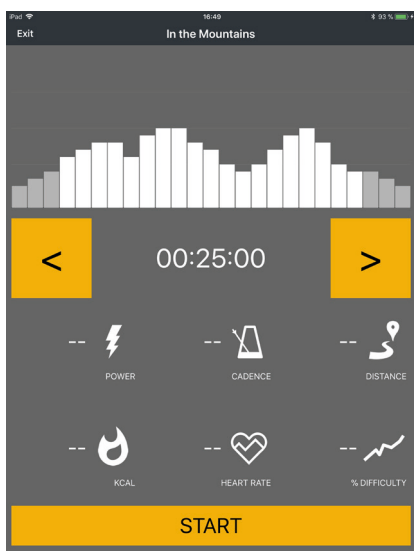 iPad 16:49 93 %
Exit In the Mountains
< 00:25:00 >
-- -- --
POWER CADENCE DISTANCE
-- -- --
KCAL HEART RATE % DIFFICULTY
START